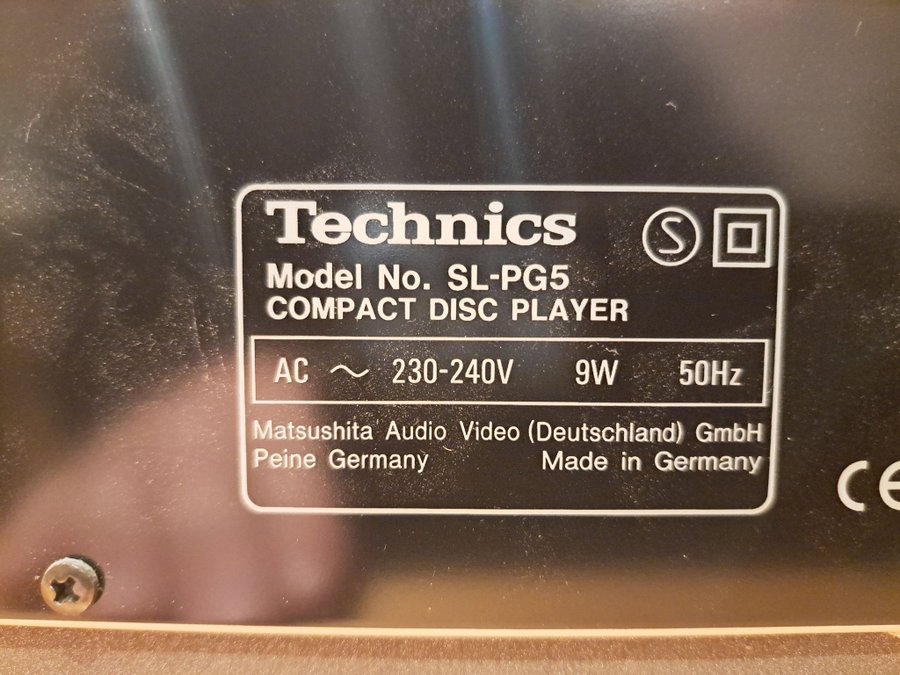 Technics
S
Model No. SL-PG5
COMPACT DISC PLAYER
AC ~ 230-240V 9W 50Hz
Matsushita Audio Video (Deutschland) GmbH
Peine Germany Made in Germany
CE